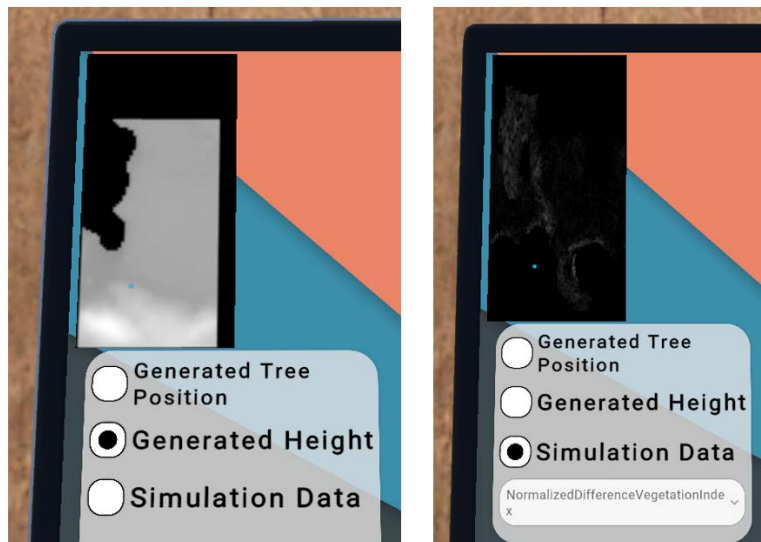 Generated Tree
Position
Generated Height
Simulation Data
Generated Tree
Position
Generated Height
Simulation Data
NormalizedDifferenceVegetationInde
x